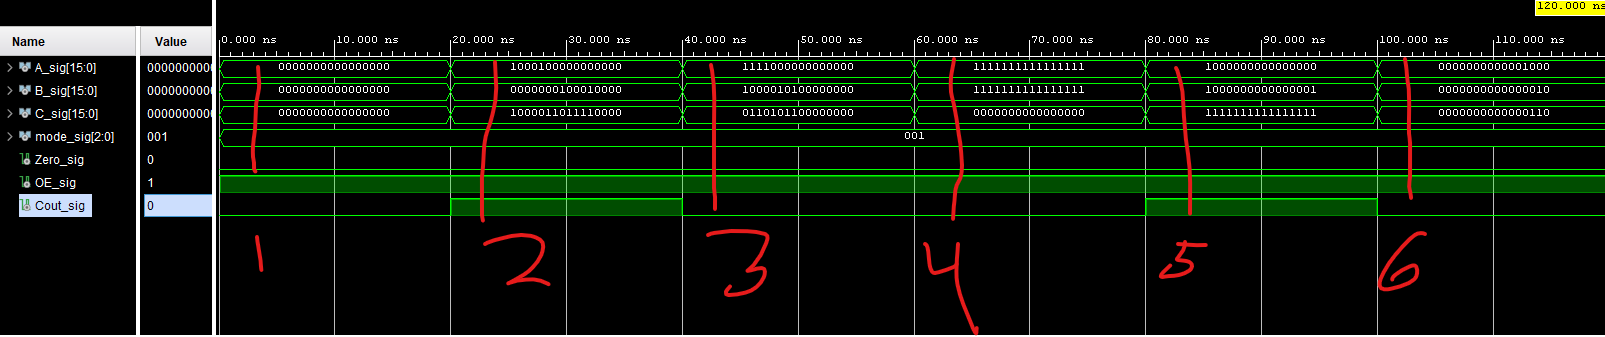 120.000 ns
Name Value
0.000 ns 10.000 ns 20.000 ns 30.000 ns 40.000 ns 50.000 ns 60.000 ns 70.000 ns 80.000 ns 90.000 ns 100.000 ns 110.000 ns
A_sig[15:0] 0000000000 0000000000000000 1000100000000000 1111000000000000 1111111111111111 1000000000000000 0000000000001000
B_sig[15:0] 0000000000 0000000000000000 0000000100010000 1000010100000000 1111111111111111 1000000000000001 0000000000000010
C_sig[15:0] 0000000000 0000000000000000 1000011011110000 0110101100000000 0000000000000000 1111111111111111 0000000000000110
mode_sig[2:0] 001 001
Zero_sig 0
OE_sig 1
Cout_sig 0
1 2 3 4 5 6